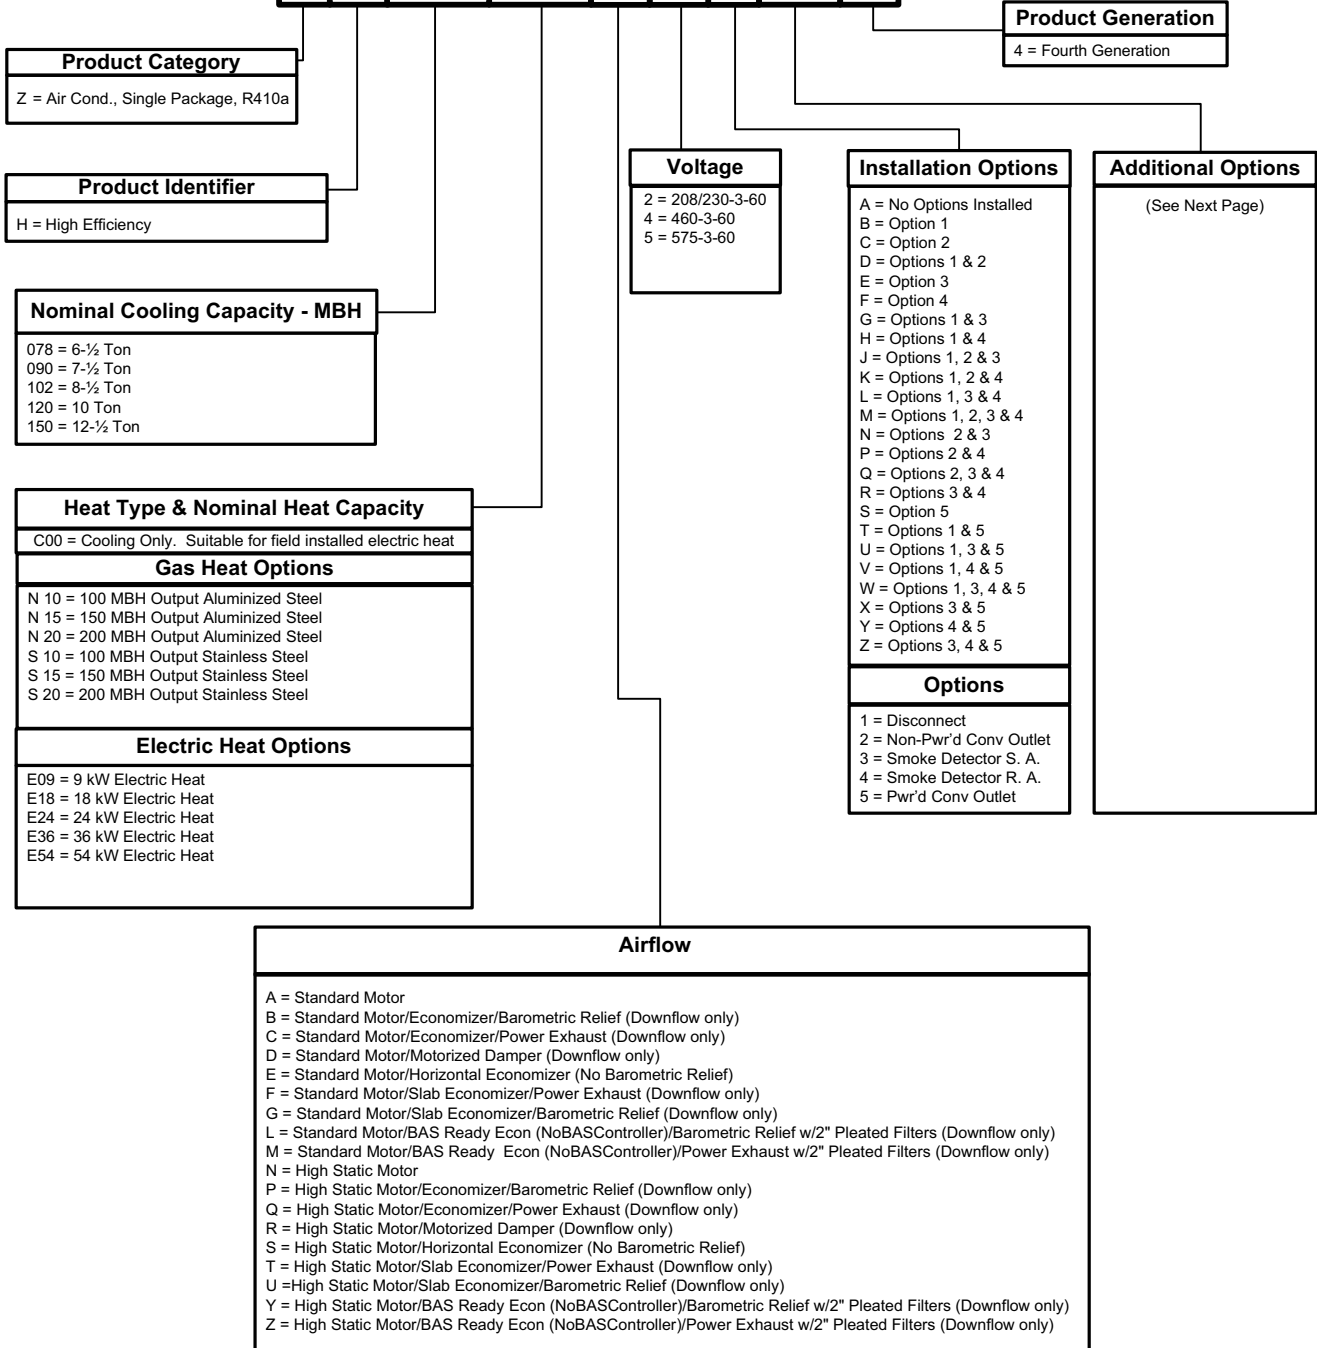 Product Generation
4 = Fourth Generation
Product Category
Z = Air Cond., Single Package, R410a
Product Identifier
H = High Efficiency
Nominal Cooling Capacity - MBH
078 = 6-½ Ton
090 = 7-½ Ton
102 = 8-½ Ton
120 = 10 Ton
150 = 12-½ Ton
Heat Type & Nominal Heat Capacity
C00 = Cooling Only.  Suitable for field installed electric heat
Gas Heat Options
N 10 = 100 MBH Output Aluminized Steel
N 15 = 150 MBH Output Aluminized Steel
N 20 = 200 MBH Output Aluminized Steel
S 10 = 100 MBH Output Stainless Steel
S 15 = 150 MBH Output Stainless Steel
S 20 = 200 MBH Output Stainless Steel
Electric Heat Options
E09 = 9 kW Electric Heat
E18 = 18 kW Electric Heat
E24 = 24 kW Electric Heat
E36 = 36 kW Electric Heat
E54 = 54 kW Electric Heat
Voltage
2 = 208/230-3-60
4 = 460-3-60
5 = 575-3-60
Installation Options
A = No Options Installed
B = Option 1
C = Option 2
D = Options 1 & 2
E = Option 3
F = Option 4
G = Options 1 & 3
H = Options 1 & 4
J = Options 1, 2 & 3
K = Options 1, 2 & 4
L = Options 1, 3 & 4
M = Options 1, 2, 3 & 4
N = Options  2 & 3
P = Options 2 & 4
Q = Options 2, 3 & 4
R = Options 3 & 4
S = Option 5
T = Options 1 & 5
U = Options 1, 3 & 5
V = Options 1, 4 & 5
W = Options 1, 3, 4 & 5
X = Options 3 & 5
Y = Options 4 & 5
Z = Options 3, 4 & 5
Options
1 = Disconnect
2 = Non-Pwr'd Conv Outlet
3 = Smoke Detector S. A.
4 = Smoke Detector R. A.
5 = Pwr'd Conv Outlet
Additional Options
(See Next Page)
Airflow
A = Standard Motor
B = Standard Motor/Economizer/Barometric Relief (Downflow only)
C = Standard Motor/Economizer/Power Exhaust (Downflow only)
D = Standard Motor/Motorized Damper (Downflow only)
E = Standard Motor/Horizontal Economizer (No Barometric Relief)
F = Standard Motor/Slab Economizer/Power Exhaust (Downflow only)
G = Standard Motor/Slab Economizer/Barometric Relief (Downflow only)
L = Standard Motor/BAS Ready Econ (NoBASController)/Barometric Relief w/2" Pleated Filters (Downflow only)
M = Standard Motor/BAS Ready  Econ (NoBASController)/Power Exhaust w/2" Pleated Filters (Downflow only)
N = High Static Motor
P = High Static Motor/Economizer/Barometric Relief (Downflow only)
Q = High Static Motor/Economizer/Power Exhaust (Downflow only)
R = High Static Motor/Motorized Damper (Downflow only)
S = High Static Motor/Horizontal Economizer (No Barometric Relief)
T = High Static Motor/Slab Economizer/Power Exhaust (Downflow only)
U =High Static Motor/Slab Economizer/Barometric Relief (Downflow only)
Y = High Static Motor/BAS Ready Econ (NoBASController)/Barometric Relief w/2" Pleated Filters (Downflow only)
Z = High Static Motor/BAS Ready Econ (NoBASController)/Power Exhaust w/2" Pleated Filters (Downflow only)